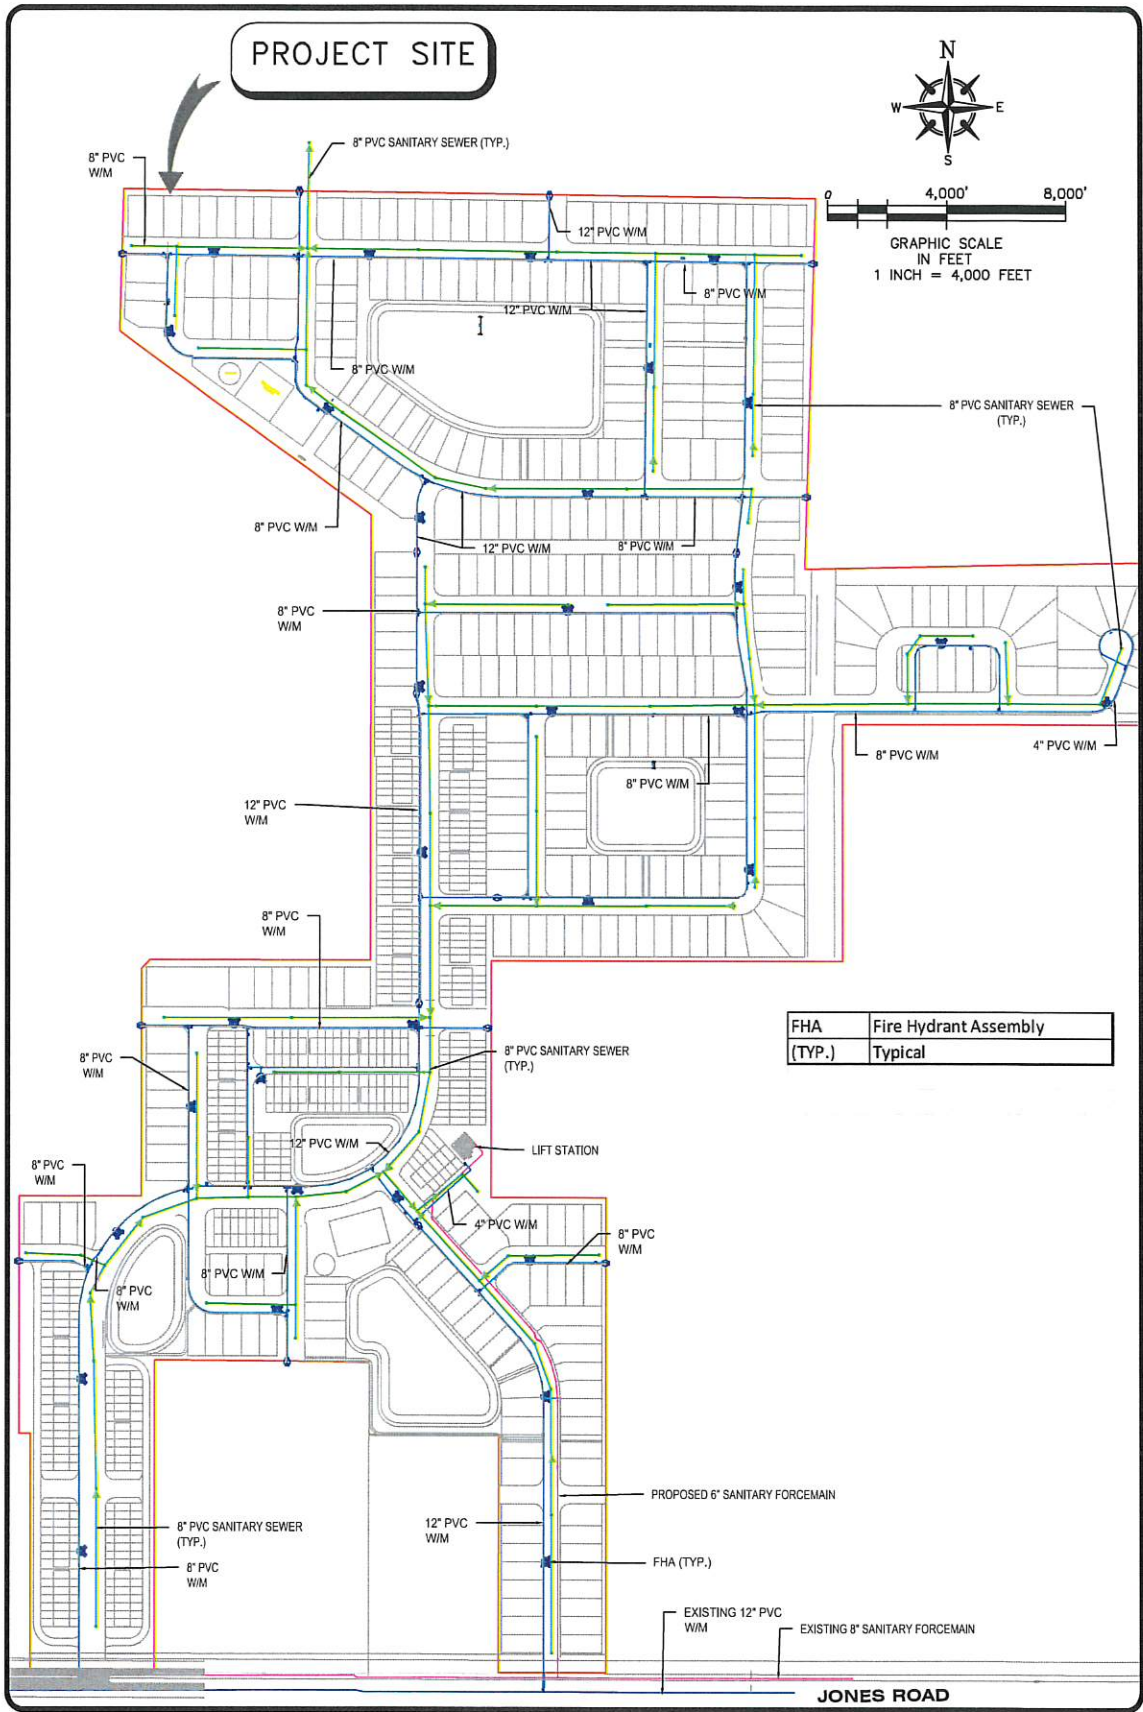 PROJECT SITE
N
W
E
S
8" PVC SANITARY SEWER (TYP.)
8" PVC
W/M
0
4,000'
8,000'
GRAPHIC SCALE
IN FEET
1 INCH = 4,000 FEET
12" PVC W/M
8" PVC W/M
12" PVC W/M
8" PVC W/M
8" PVC SANITARY SEWER
(TYP.)
8" PVC W/M
12" PVC W/M
8" PVC W/M
8" PVC
W/M
8" PVC W/M
4" PVC W/M
8" PVC W/M
12" PVC
W/M
8" PVC
W/M
FHA
Fire Hydrant Assembly
(TYP.)
Typical
8" PVC
W/M
8" PVC SANITARY SEWER
(TYP.)
12" PVC W/M
LIFT STATION
8" PVC
W/M
4" PVC W/M
8" PVC
W/M
8" PVC W/M
8" PVC
W/M
PROPOSED 6" SANITARY FORCEMAIN
12" PVC
W/M
8" PVC SANITARY SEWER
(TYP.)
8" PVC
W/M
FHA (TYP.)
EXISTING 12" PVC
W/M
EXISTING 8" SANITARY FORCEMAIN
JONES ROAD